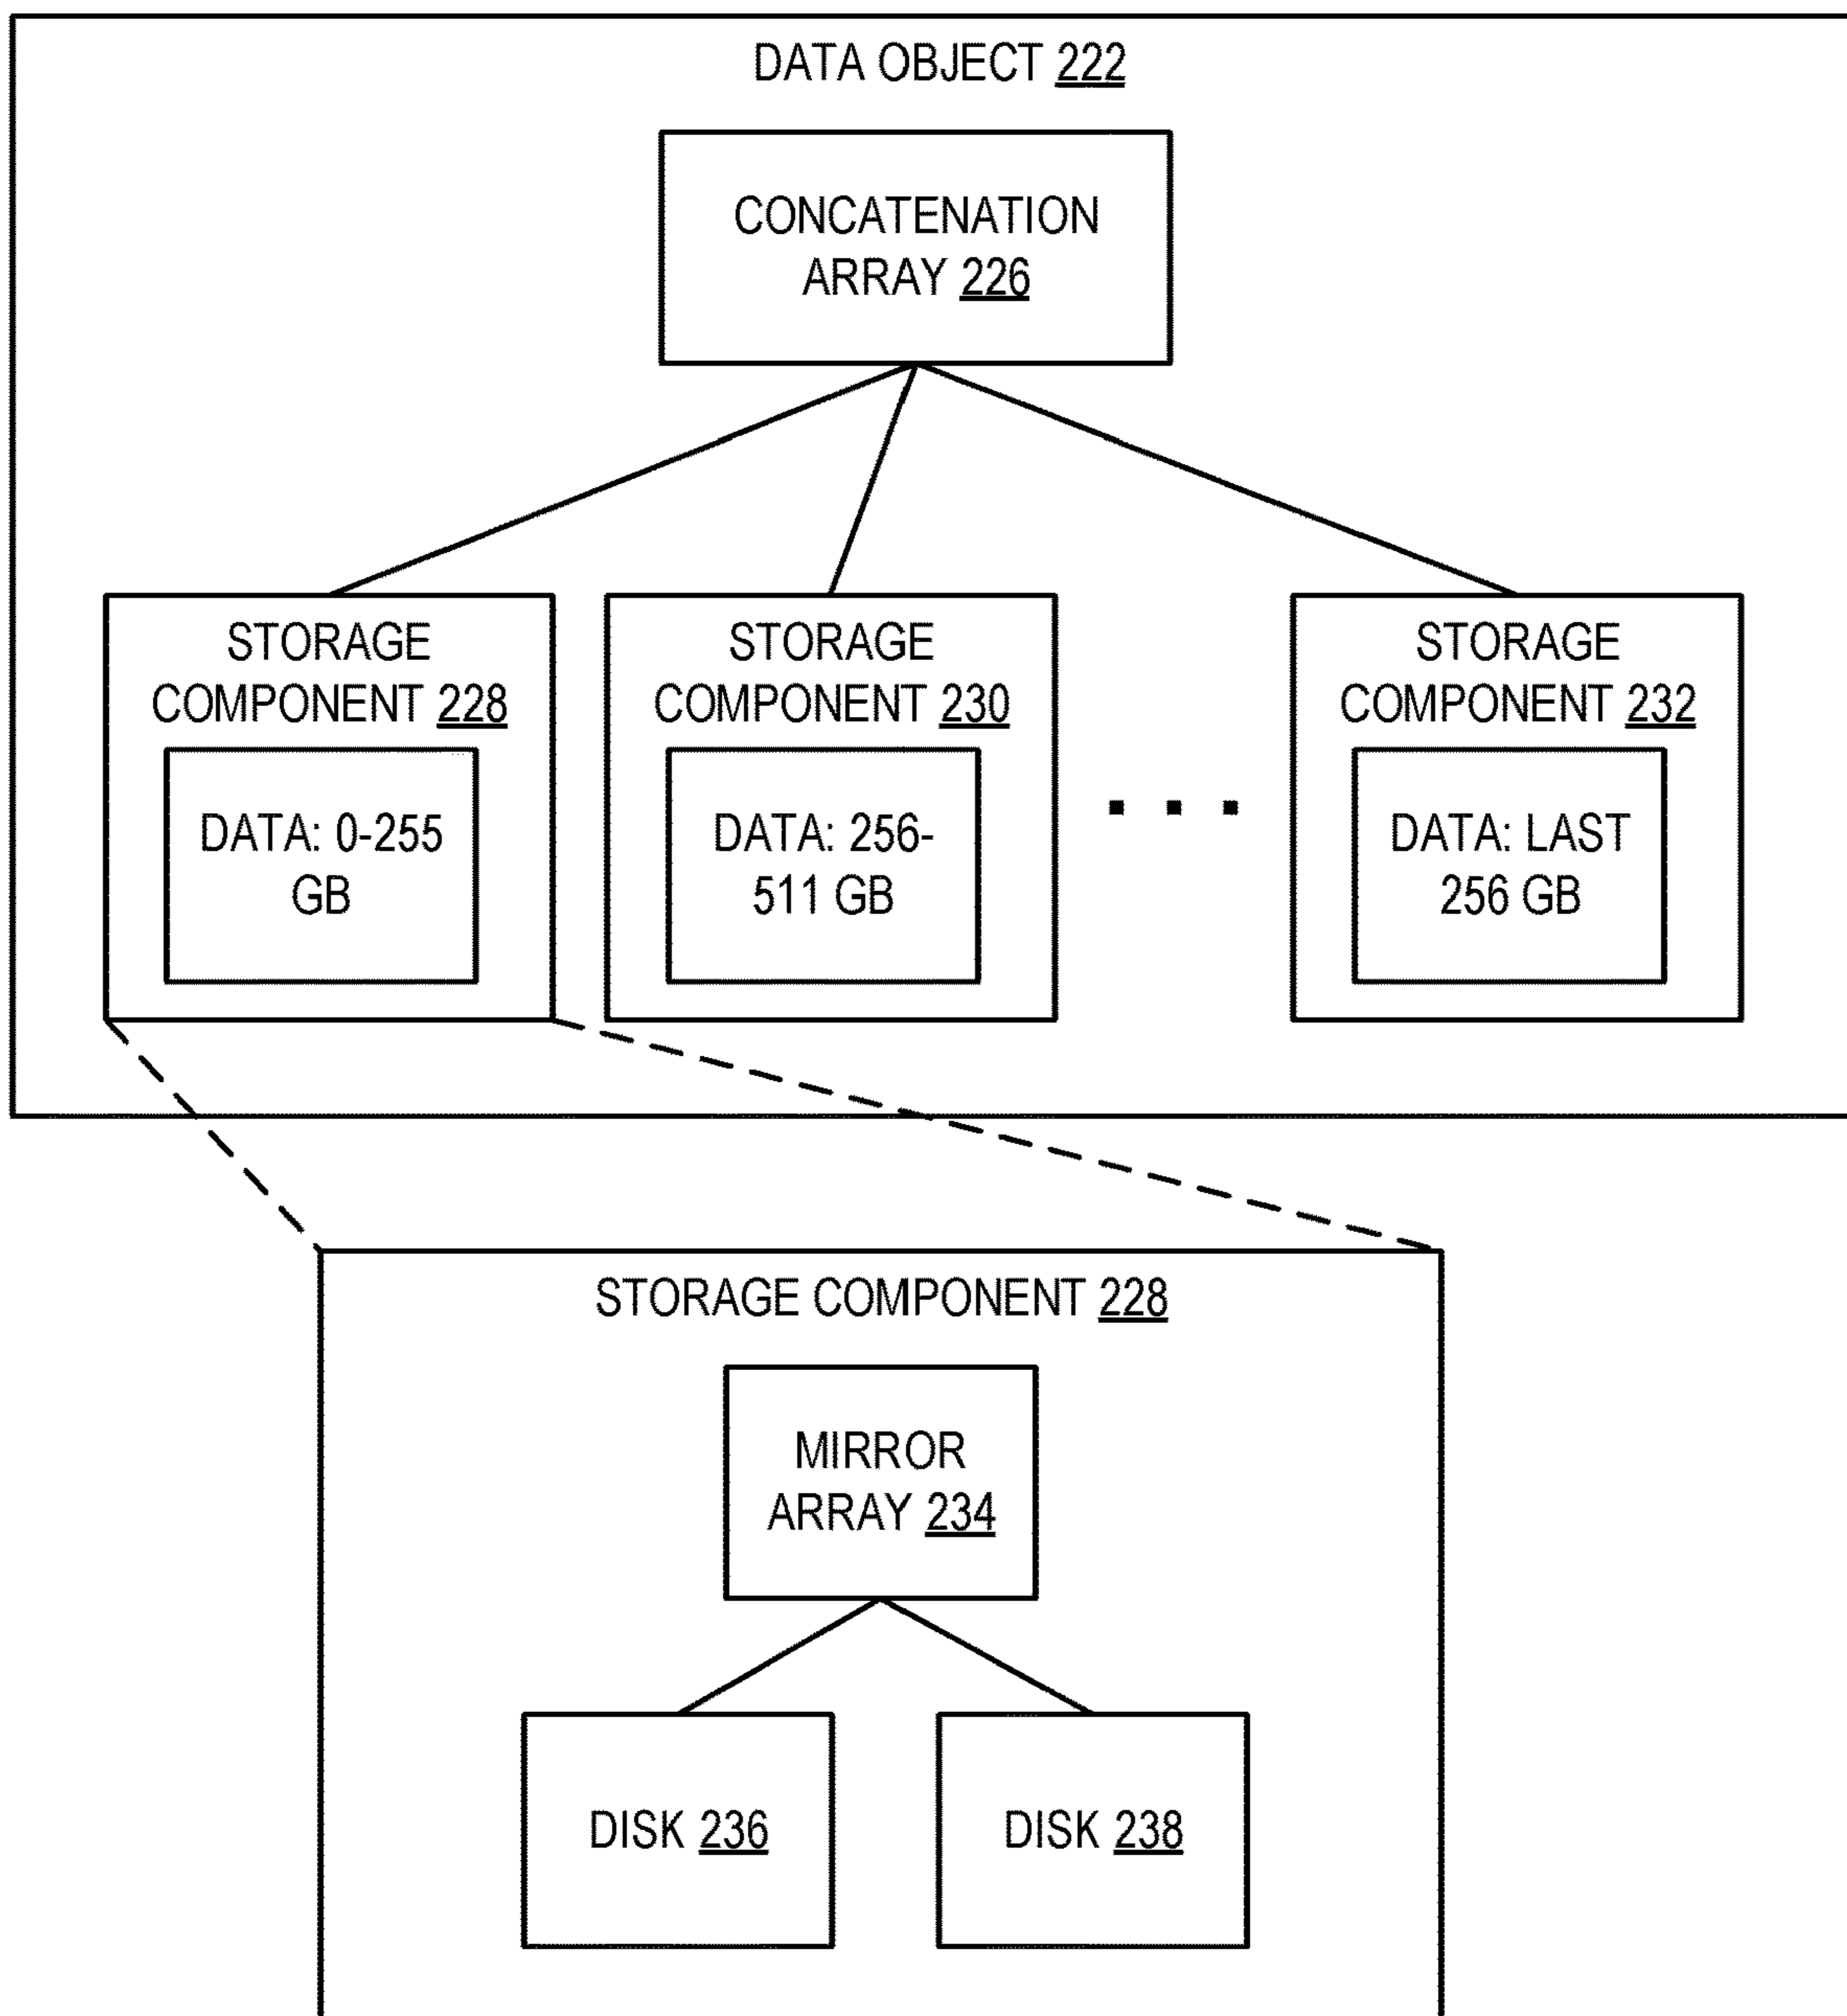 DATA OBJECT 222
CONCATENATION
ARRAY 226
STORAGE
COMPONENT 228
DATA: 0-255
GB
STORAGE
COMPONENT 230
DATA: 256-
511 GB
. . .
STORAGE
COMPONENT 232
DATA: LAST
256 GB
STORAGE COMPONENT 228
MIRROR
ARRAY 234
DISK 236
DISK 238